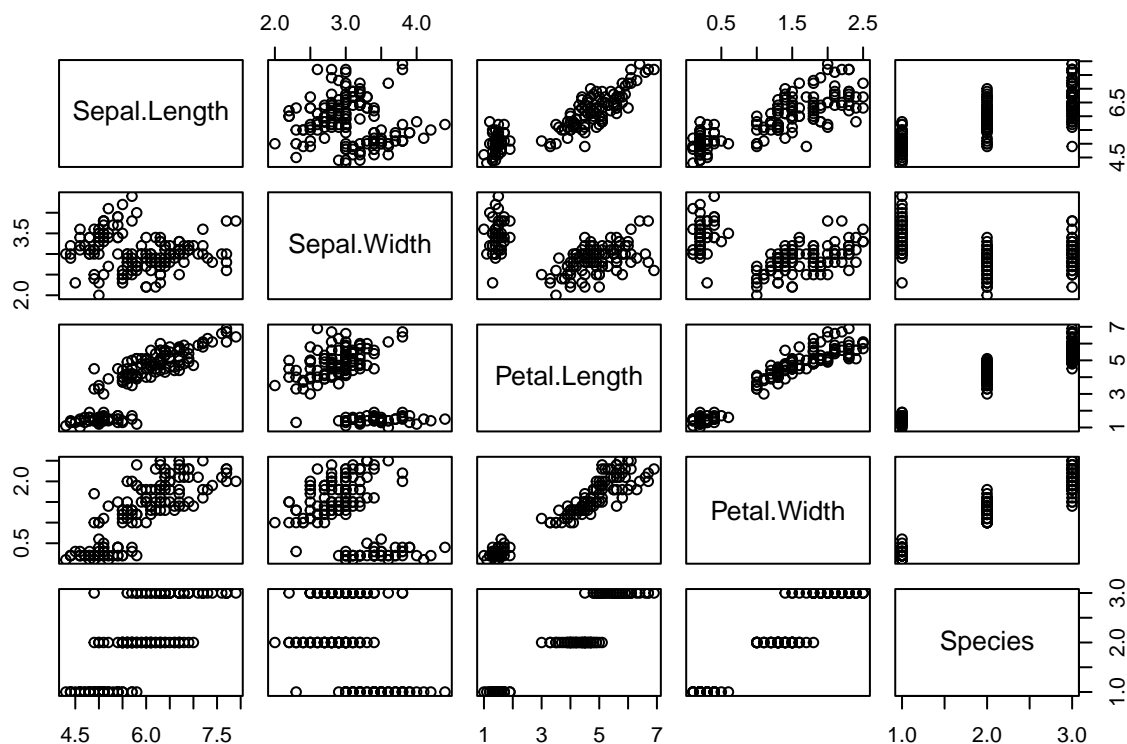 2.0 3.0 4.0
0.5 1.5 2.5
Sepal.Length
4.5 6.5
2.0 3.5
Sepal.Width
Petal.Length
1 3 5 7
0.5 2.0
Petal.Width
Species
1.0 2.0 3.0
4.5 6.0 7.5
1 3 5 7
1.0 2.0 3.0